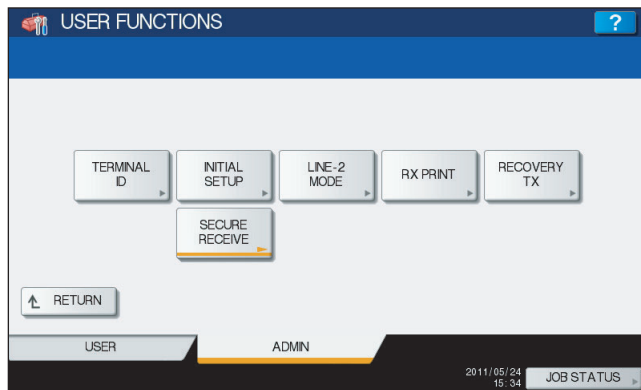 USER FUNCTIONS
?
TERMINAL
ID
INITIAL
SETUP
LINE-2
MODE
RX PRINT
RECOVERY
TX
SECURE
RECEIVE
RETURN
USER
ADMIN
2011/05/24
15:34
JOB STATUS